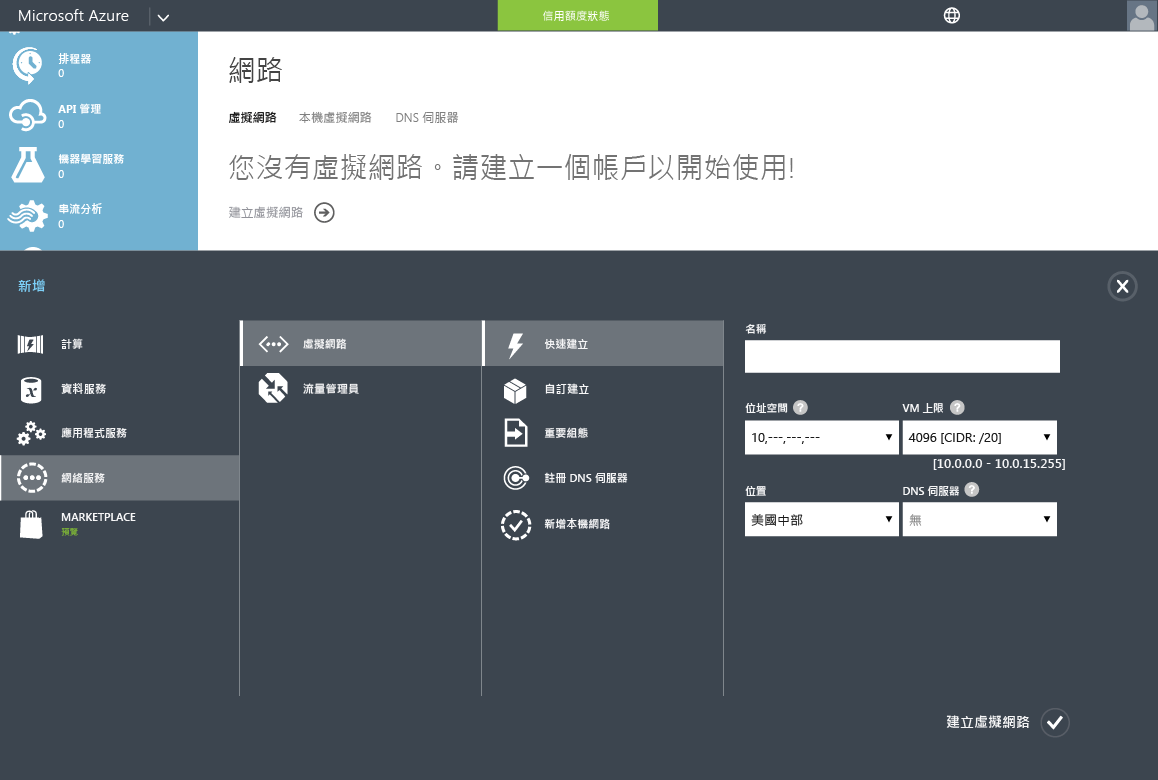 Microsoft Azure
信用額度狀態
排程器
0
API 管理
0
機器學習服務
0
串流分析
0
網路
虛擬網路
本機虛擬網路
DNS 伺服器
您沒有虛擬網路。請建立一個帳戶以開始使用!
建立虛擬網路
新增
計算
資料服務
應用程式服務
網絡服務
MARKETPLACE
預覽
虛擬網路
流量管理員
快速建立
自訂建立
重要組態
註冊 DNS 伺服器
新增本機網路
名稱
位址空間 ?
VM 上限 ?
10,---,---,---
4096 [CIDR: /20]
[10.0.0.0 - 10.0.15.255]
位置
DNS 伺服器 ?
美國中部
無
建立虛擬網路